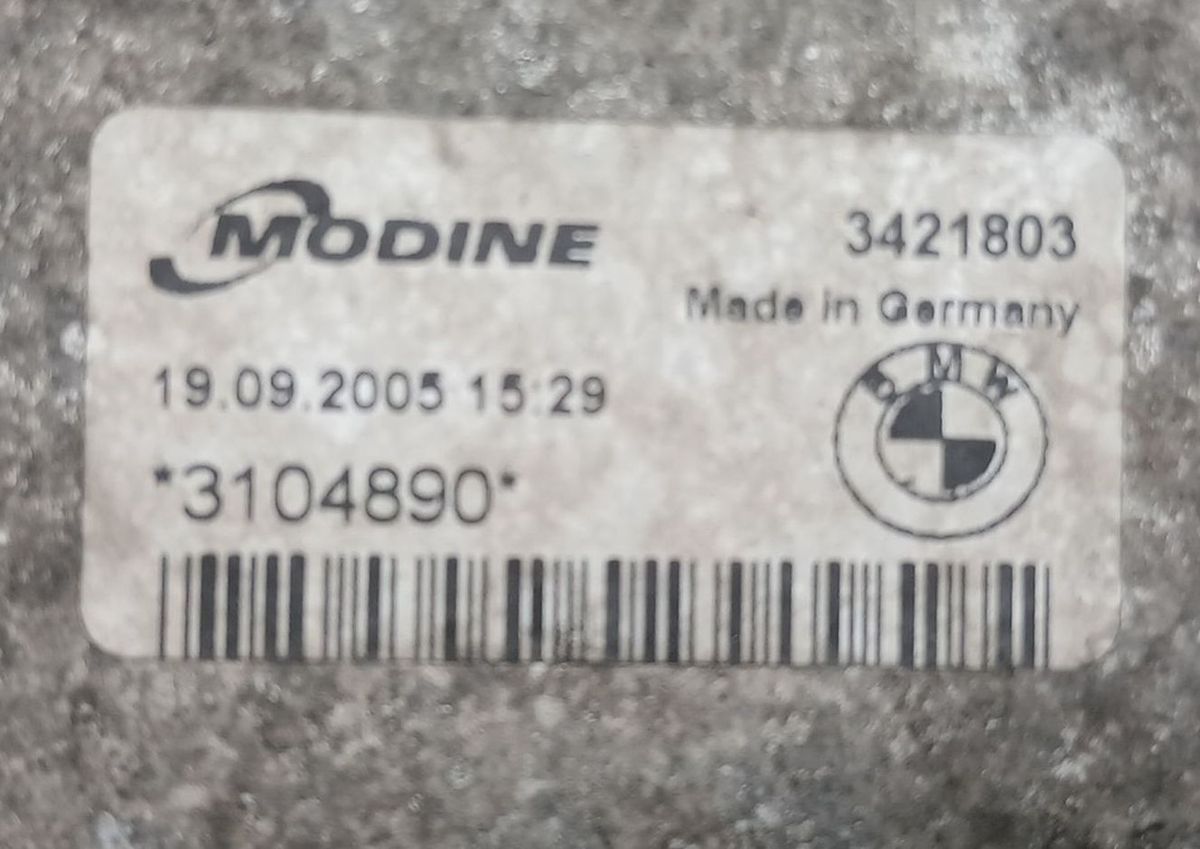 MODINE
3421803
Made in Germany
19.09.2005 15:29
*3104890*
BMW